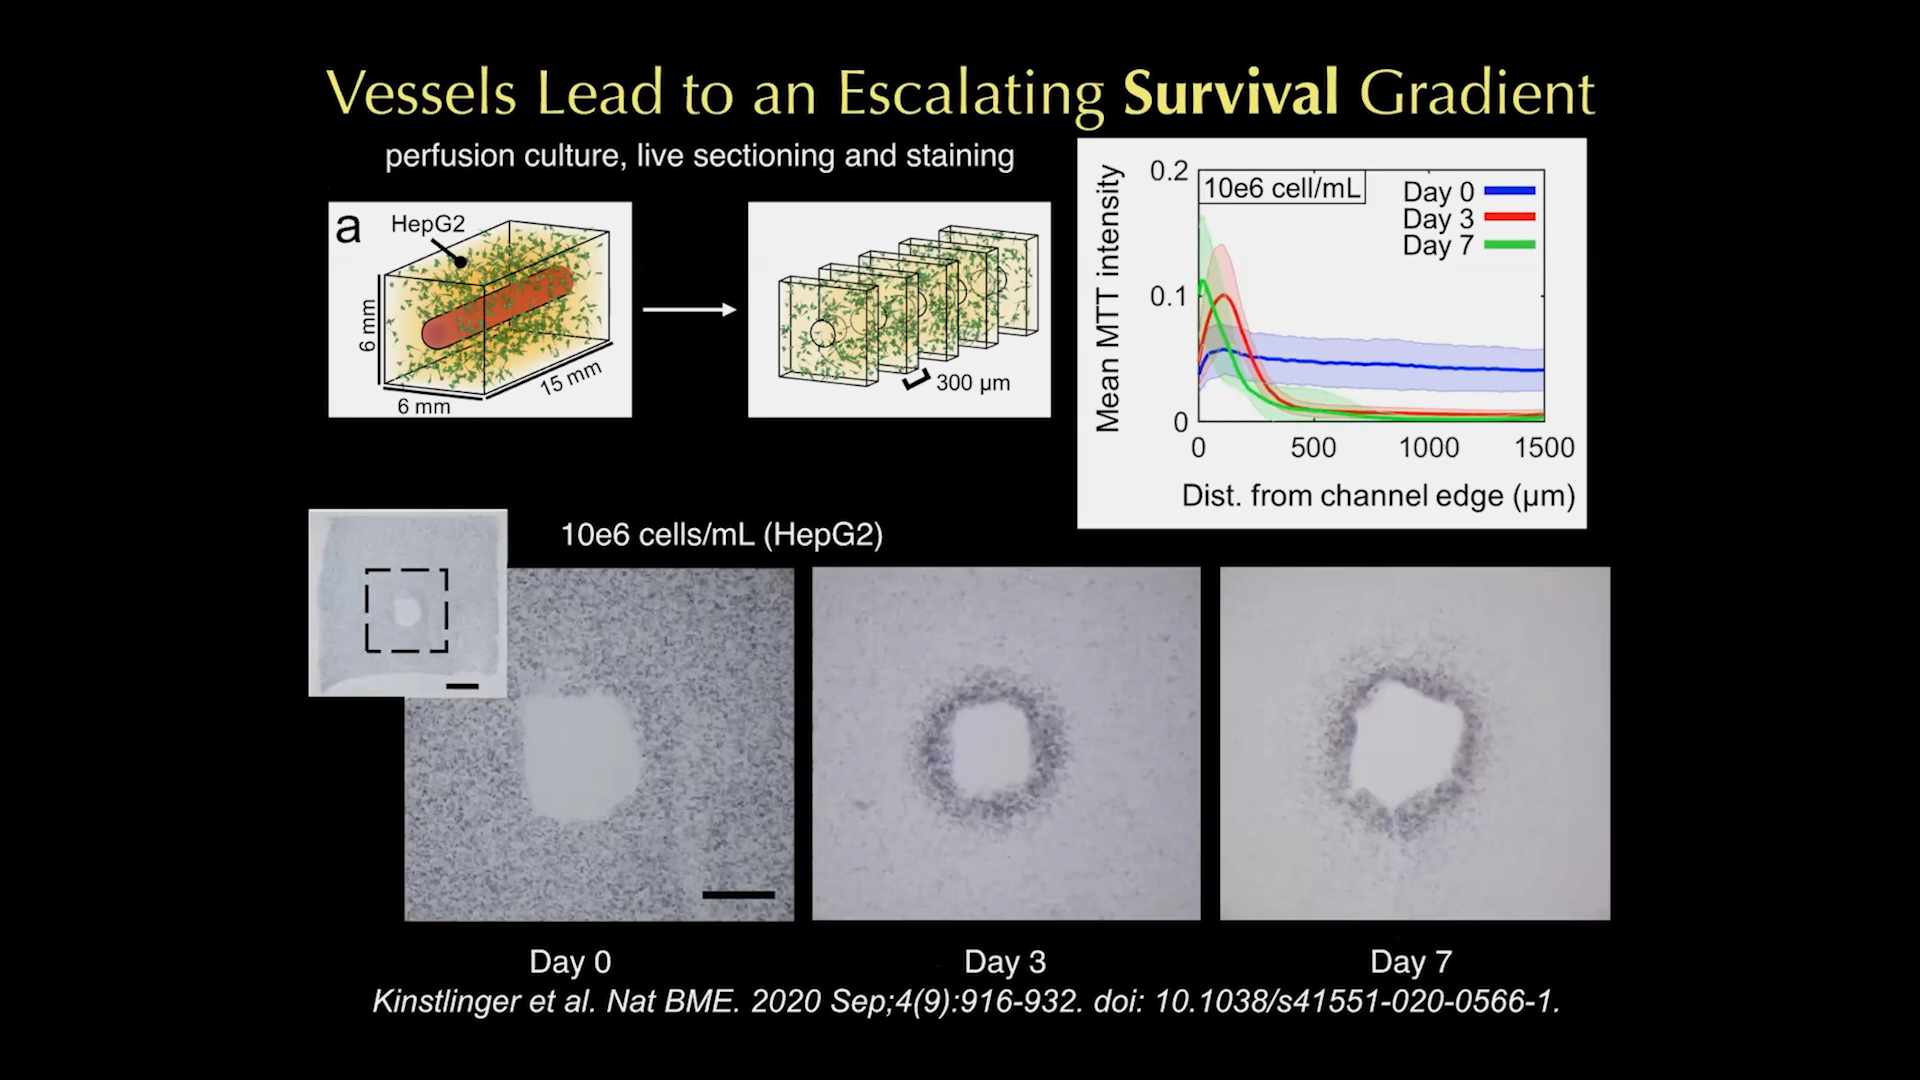 Vessels Lead to an Escalating Survival Gradient
perfusion culture, live sectioning and staining
a
HepG2
6 mm
6 mm
15 mm
300 µm
Mean MTT intensity
0.2
0.1
0
10e6 cell/mL
Day 0
Day 3
Day 7
0 500 1000 1500
Dist. from channel edge (µm)
10e6 cells/mL (HepG2)
Day 0
Day 3
Day 7
Kinstlinger et al. Nat BME. 2020 Sep;4(9):916-932. doi: 10.1038/s41551-020-0566-1.